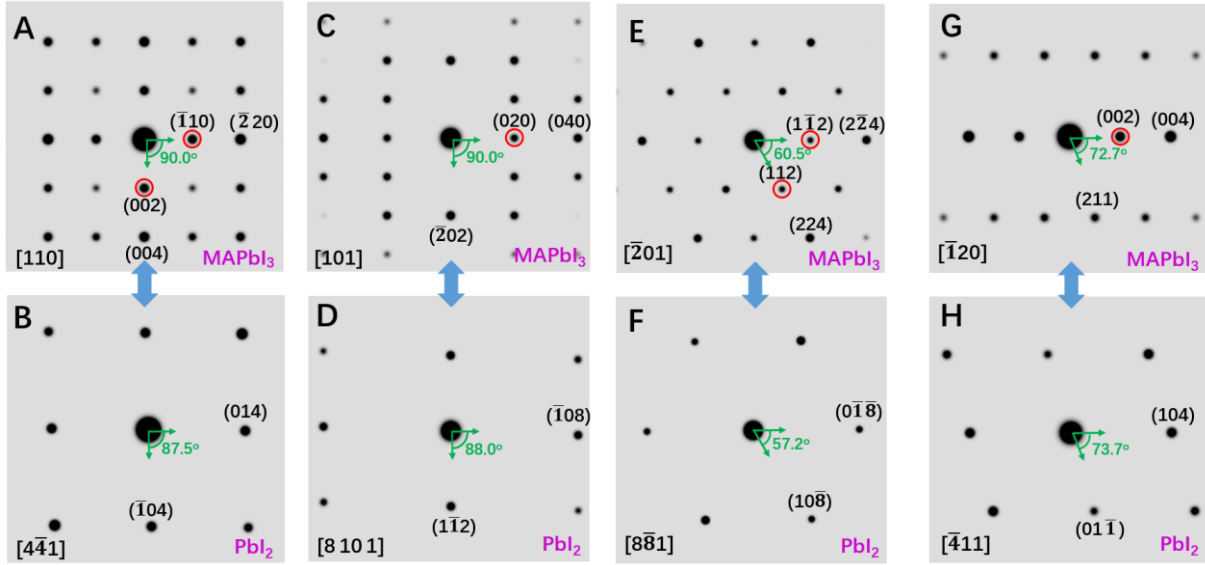 A
(1̅10)
(2̅20)
90.0°
(002)
(004)
[110]
MAPbI₃
C
(020)
(040)
90.0°
(2̅02)
[101]
MAPbI₃
E
(11̅2)
(22̅4)
60.5°
(112)
(224)
[2̅01]
MAPbI₃
G
(002)
(004)
72.7°
(211)
[1̅20]
MAPbI₃
B
(014)
87.5°
(1̅04)
[44̅1]
PbI₂
D
(1̅08)
88.0°
(11̅2)
[8 10 1]
PbI₂
F
(01̅8̅)
57.2°
(108̅)
[88̅1]
PbI₂
H
(104)
73.7°
(011̅)
[4̅11]
PbI₂